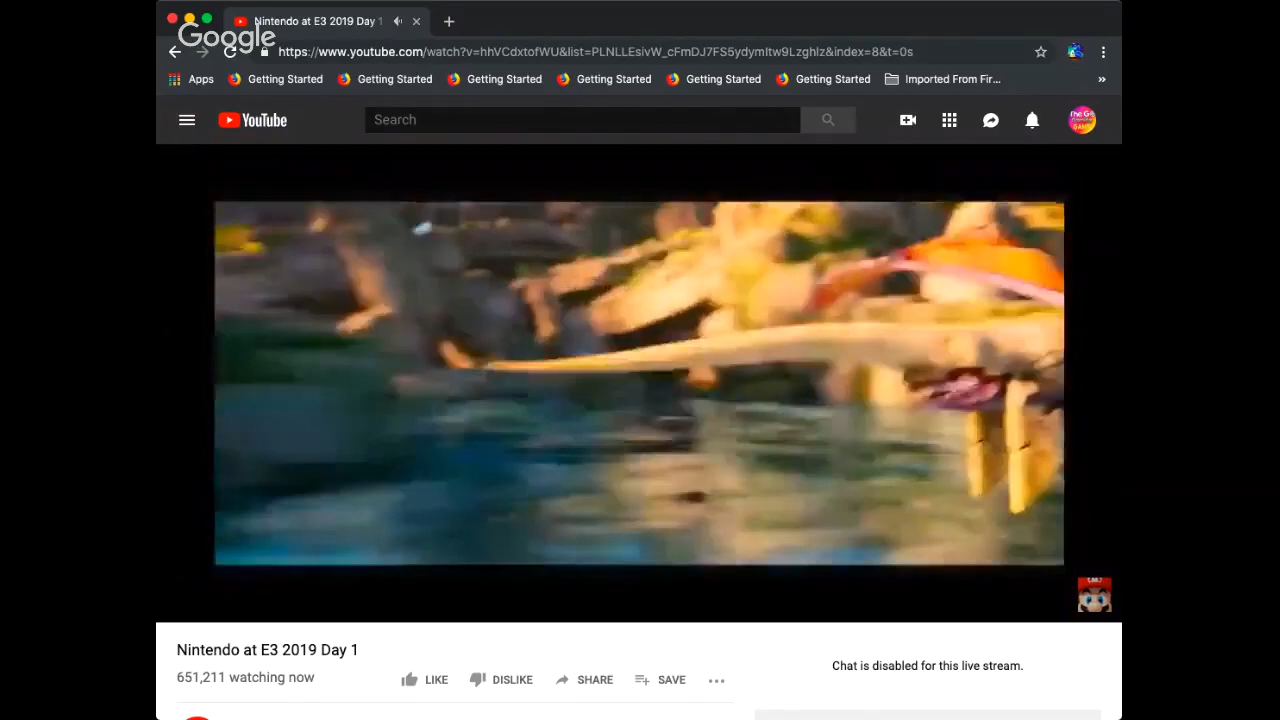 Nintendo at E3 2019 Day 1
Google
https://www.youtube.com/watch?v=hhVCdxtofWU&list=PLNLLEsivW_cFmDJ7FS5ydymItw9Lzghlz&index=8&t=0s
Apps Getting Started Getting Started Getting Started Getting Started Getting Started Getting Started Imported From Fir... »
YouTube Search
Nintendo at E3 2019 Day 1
651,211 watching now LIKE DISLIKE SHARE SAVE
Chat is disabled for this live stream.